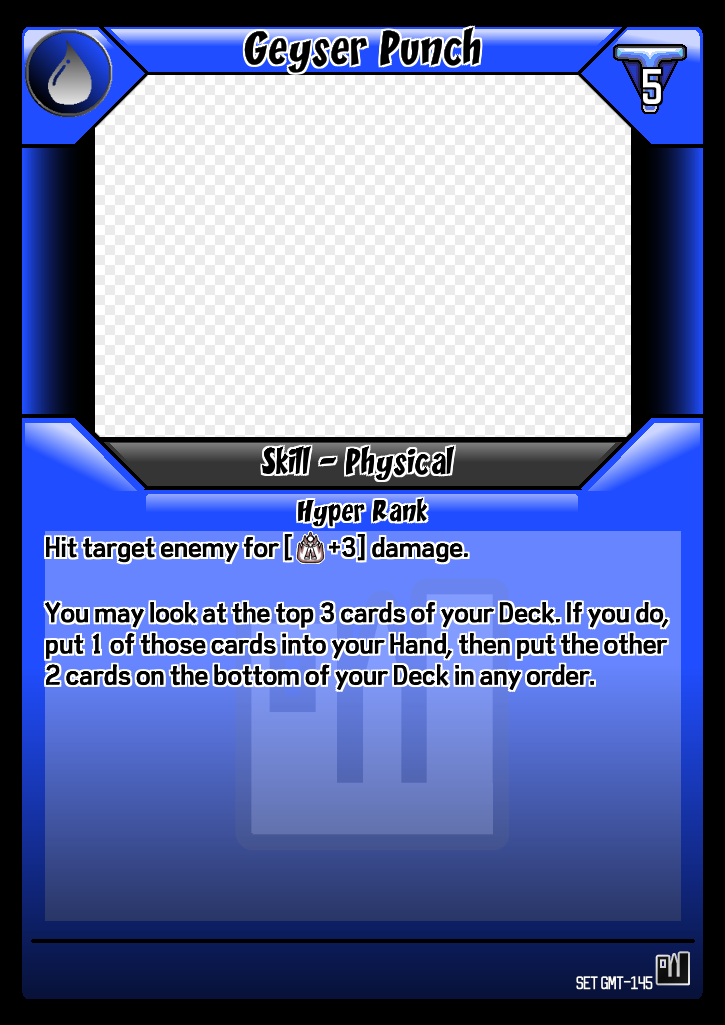 Geyser Punch
5
Skill - Physical
Hyper Rank
Hit target enemy for [ +3] damage.
You may look at the top 3 cards of your Deck. If you do,
put 1 of those cards into your Hand, then put the other
2 cards on the bottom of your Deck in any order.
SET GMT-145